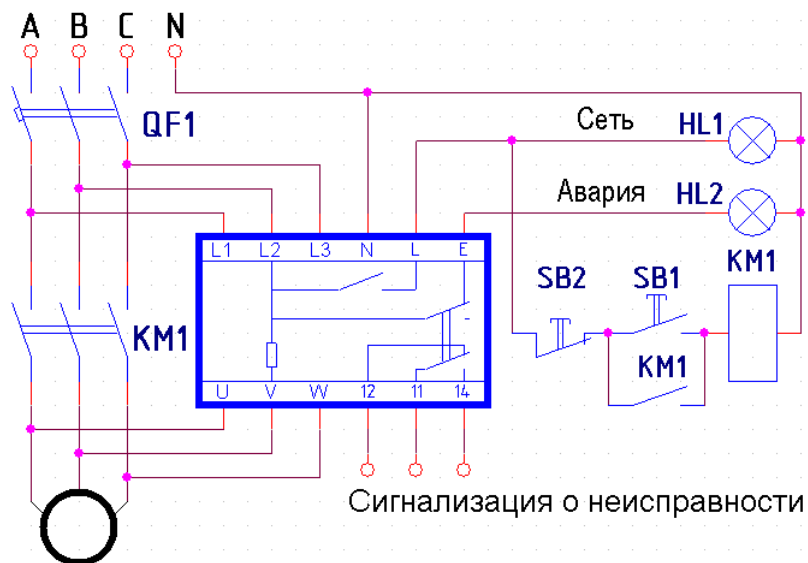 A B C N
QF1
Сеть HL1
Авария HL2
L1 L2 L3 N L E
SB2 SB1 KM1
KM1
KM1
U V W 12 11 14
Сигнализация о неисправности